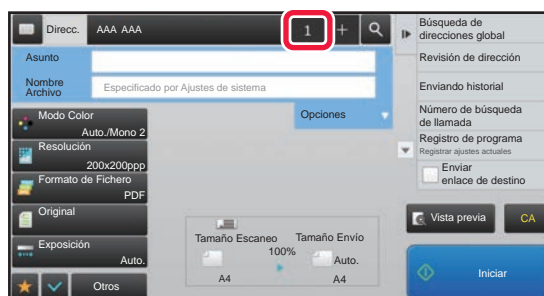 Direcc. AAA AAA 1 +
Asunto
Nombre
Archivo
Especificado por Ajustes de sistema
Opciones
Modo Color
Auto./Mono 2
Resolución
200x200ppp
Formato de Fichero
PDF
Original
Exposición
Auto.
Otros
Tamaño Escaneo
Tamaño Envío
100%
Auto.
A4
A4
Búsqueda de
direcciones global
Revisión de dirección
Enviando historial
Número de búsqueda
de llamada
Registro de programa
Registrar ajustes actuales
Enviar
enlace de destino
Vista previa
CA
Iniciar